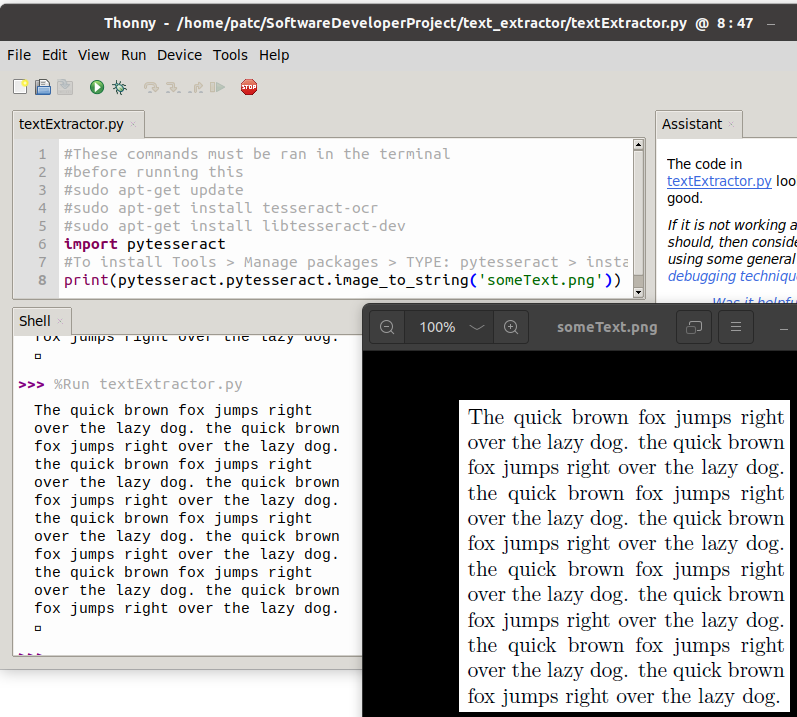 Thonny - /home/patc/SoftwareDeveloperProject/text_extractor/textExtractor.py @ 8:47
File Edit View Run Device Tools Help
STOP
textExtractor.py ×
1 #These commands must be ran in the terminal
2 #before running this
3 #sudo apt-get update
4 #sudo apt-get install tesseract-ocr
5 #sudo apt-get install libtesseract-dev
6 import pytesseract
7 #To install Tools > Manage packages > TYPE: pytesseract > insta
8 print(pytesseract.pytesseract.image_to_string('someText.png'))
Assistant ×
The code in
textExtractor.py loo
good.
If it is not working a
should, then conside
using some general
debugging technique
Was it helpfu
Shell ×
fox jumps right over the lazy dog.
>>> %Run textExtractor.py
The quick brown fox jumps right
over the lazy dog. the quick brown
fox jumps right over the lazy dog.
the quick brown fox jumps right
over the lazy dog. the quick brown
fox jumps right over the lazy dog.
the quick brown fox jumps right
over the lazy dog. the quick brown
fox jumps right over the lazy dog.
the quick brown fox jumps right
over the lazy dog. the quick brown
fox jumps right over the lazy dog.
>>>
100% someText.png
The quick brown fox jumps right
over the lazy dog. the quick brown
fox jumps right over the lazy dog.
the quick brown fox jumps right
over the lazy dog. the quick brown
fox jumps right over the lazy dog.
the quick brown fox jumps right
over the lazy dog. the quick brown
fox jumps right over the lazy dog.
the quick brown fox jumps right
over the lazy dog. the quick brown
fox jumps right over the lazy dog.